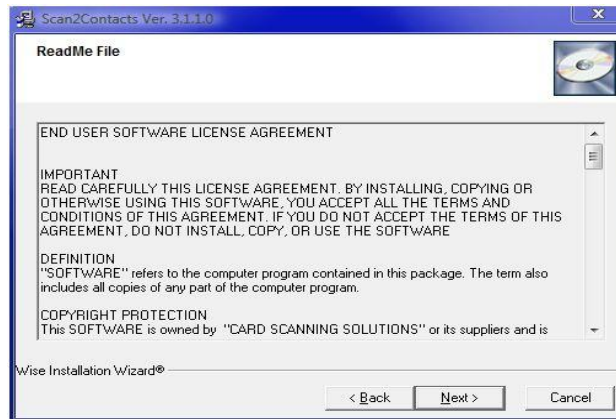 Scan2Contacts Ver. 3.1.1.0
ReadMe File
END USER SOFTWARE LICENSE AGREEMENT
IMPORTANT
READ CAREFULLY THIS LICENSE AGREEMENT. BY INSTALLING, COPYING OR
OTHERWISE USING THIS SOFTWARE, YOU ACCEPT ALL THE TERMS AND
CONDITIONS OF THIS AGREEMENT. IF YOU DO NOT ACCEPT THE TERMS OF THIS
AGREEMENT, DO NOT INSTALL, COPY, OR USE THE SOFTWARE
DEFINITION
"SOFTWARE" refers to the computer program contained in this package. The term also
includes all copies of any part of the computer program.
COPYRIGHT PROTECTION
This SOFTWARE is owned by "CARD SCANNING SOLUTIONS" or its suppliers and is
Wise Installation Wizard®
< Back Next > Cancel